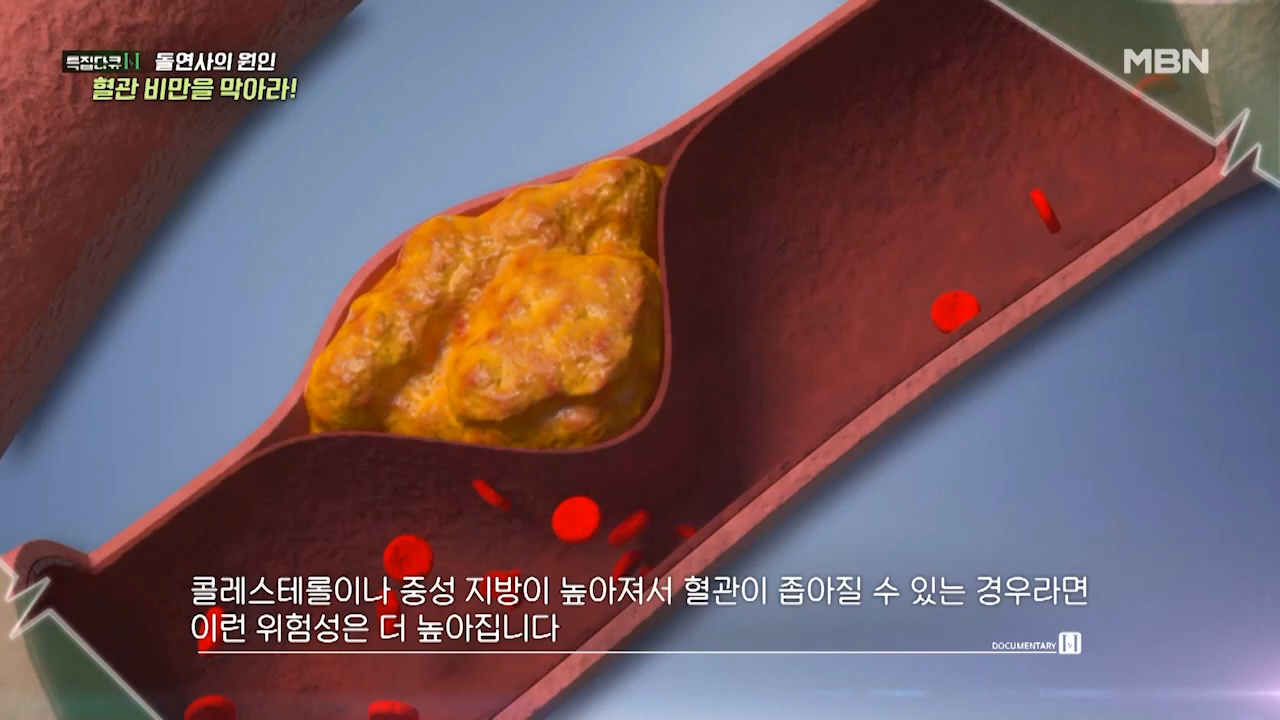 특집다큐 M 돌연사의 원인
혈관 비만을 막아라!
MBN
콜레스테롤이나 중성 지방이 높아져서 혈관이 좁아질 수 있는 경우라면
이런 위험성은 더 높아집니다
DOCUMENTARY M